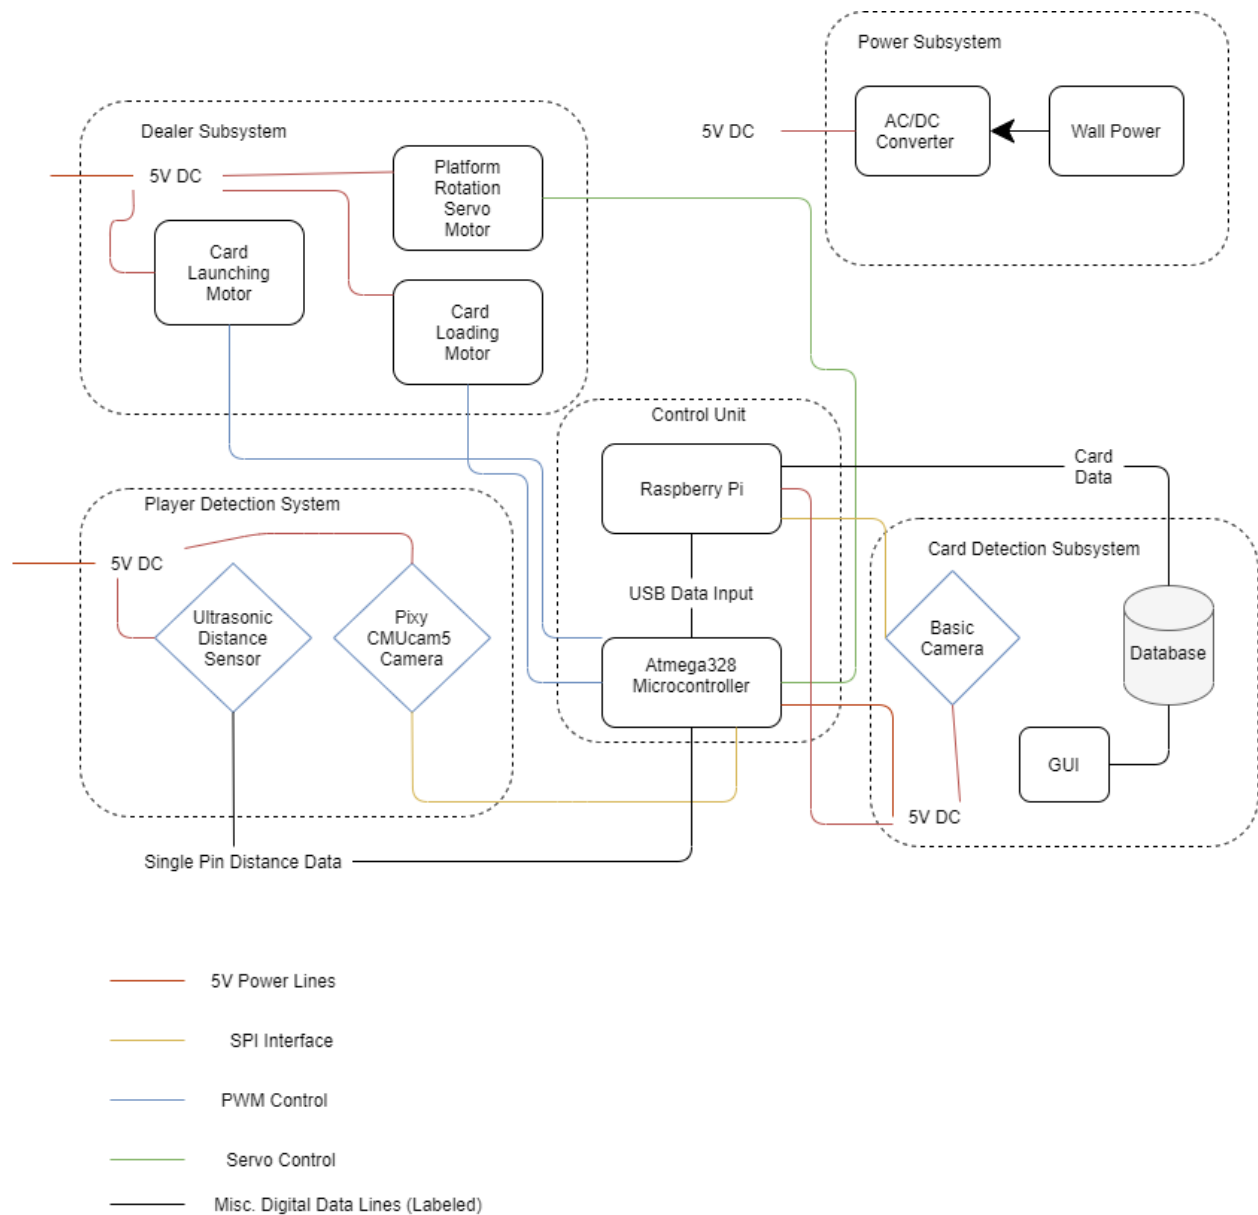 Power Subsystem
AC/DC
Converter
Wall Power
5V DC
Dealer Subsystem
5V DC
Platform
Rotation
Servo
Motor
Card
Launching
Motor
Card
Loading
Motor
Control Unit
Raspberry Pi
Card
Data
USB Data Input
Atmega328
Microcontroller
Player Detection System
5V DC
Ultrasonic
Distance
Sensor
Pixy
CMUcam5
Camera
Single Pin Distance Data
Card Detection Subsystem
Basic
Camera
Database
GUI
5V DC
5V Power Lines
SPI Interface
PWM Control
Servo Control
Misc. Digital Data Lines (Labeled)